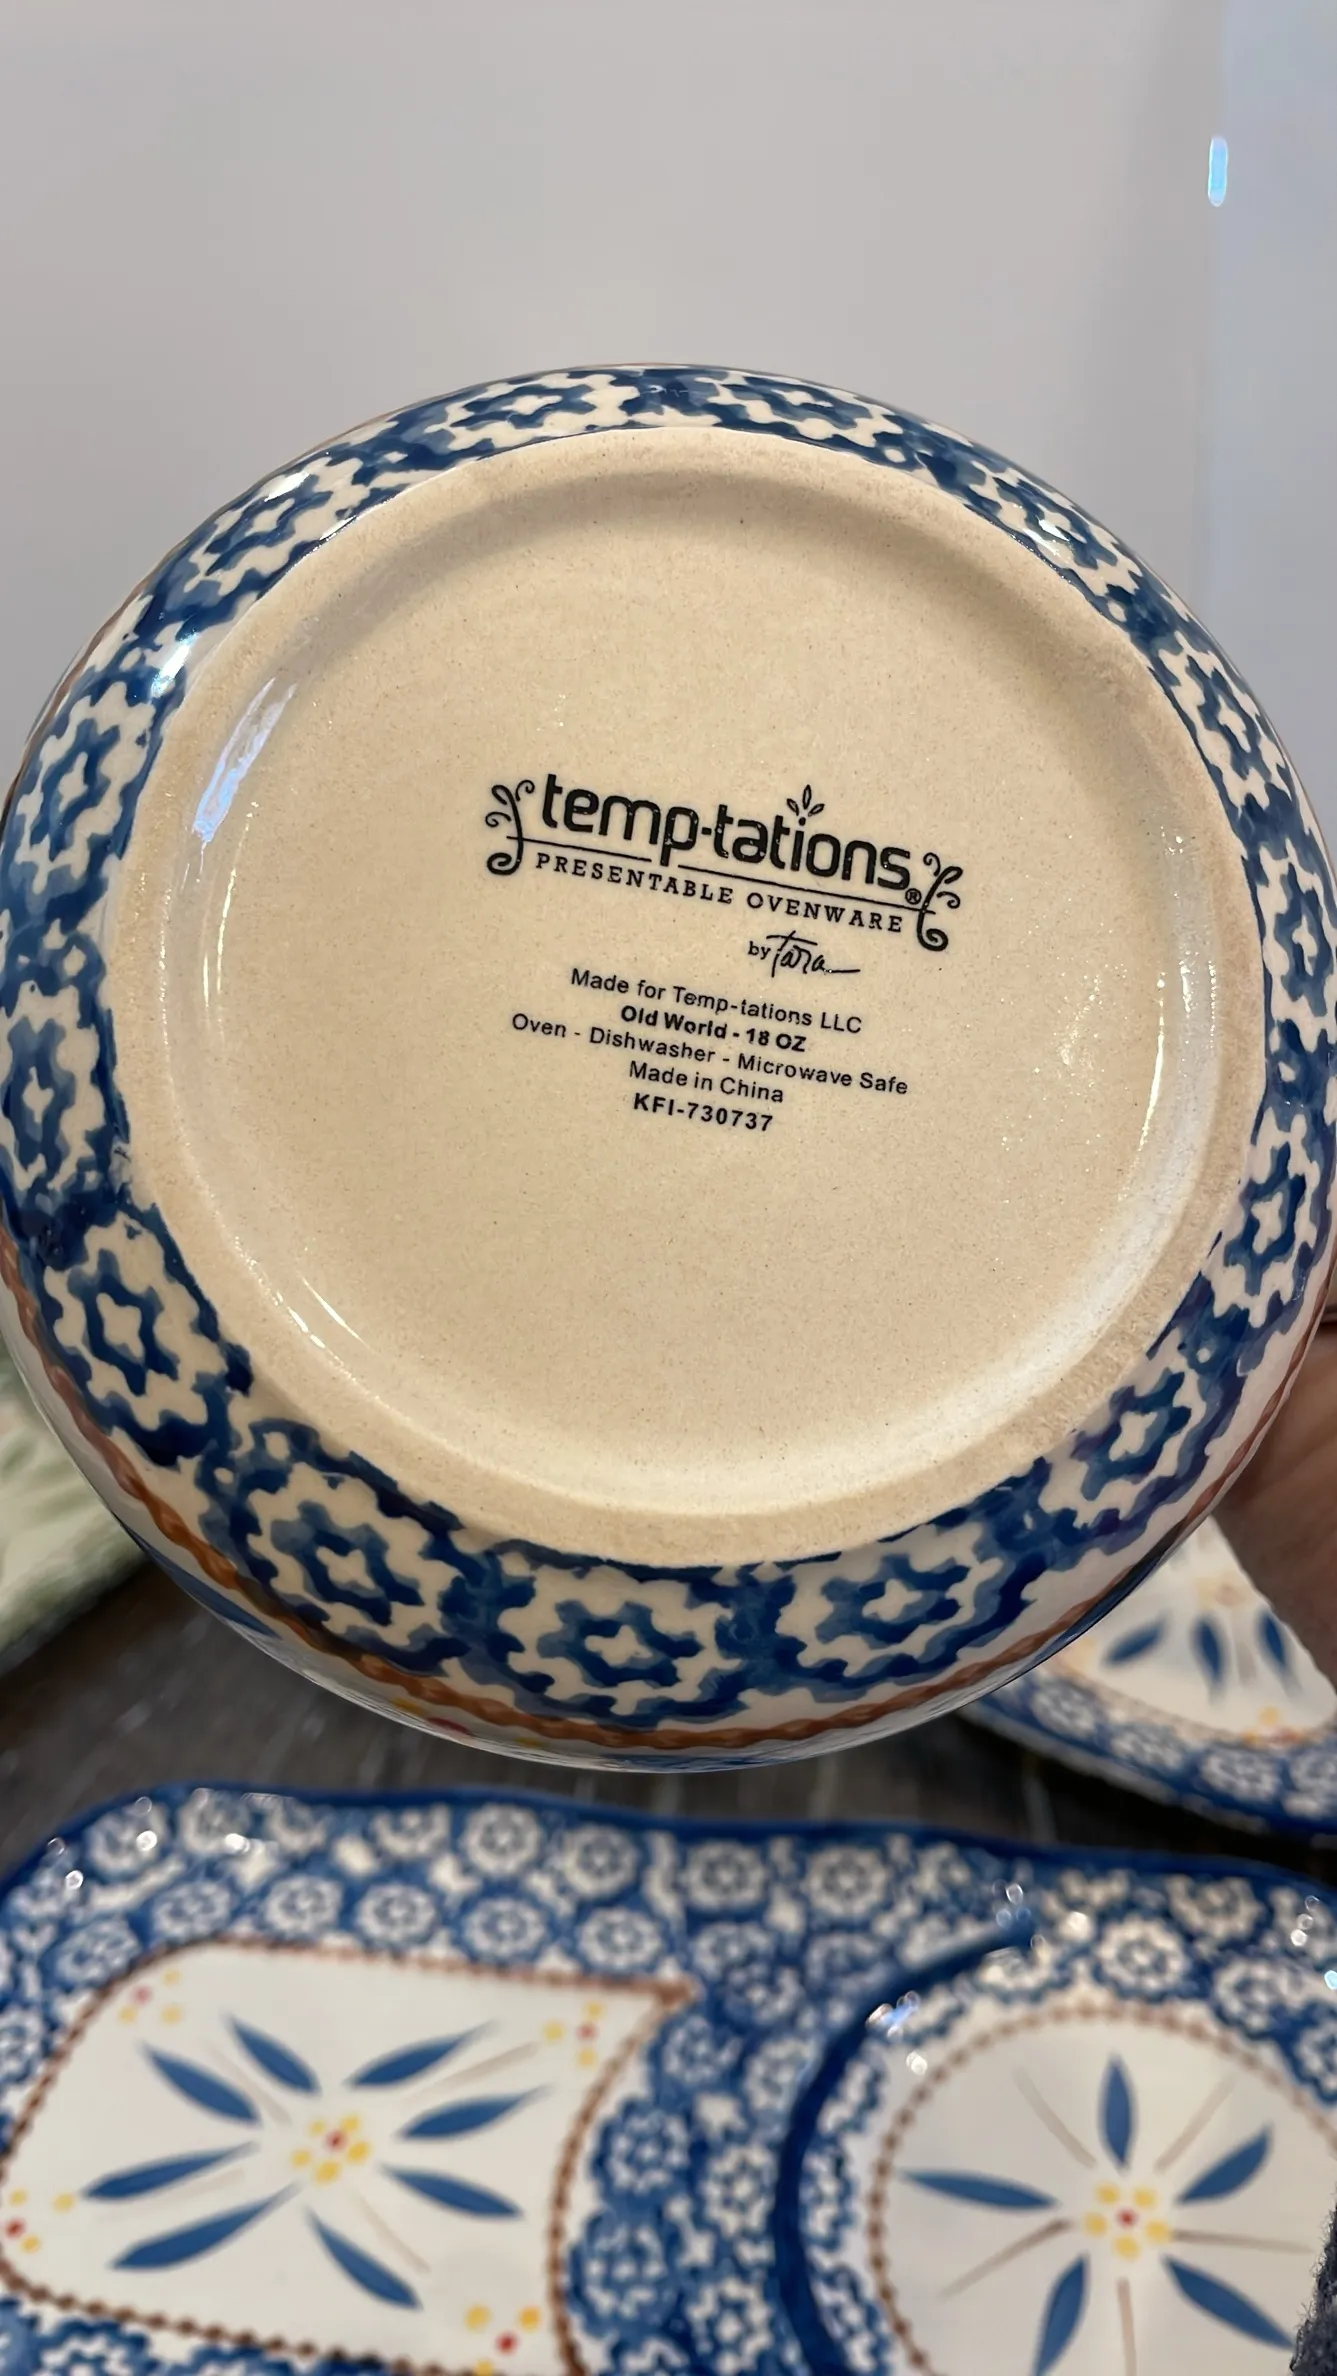 temp-tations®
PRESENTABLE OVENWARE
by Tara
Made for Temp-tations LLC
Old World - 18 OZ
Oven - Dishwasher - Microwave Safe
Made in China
KFI-730737